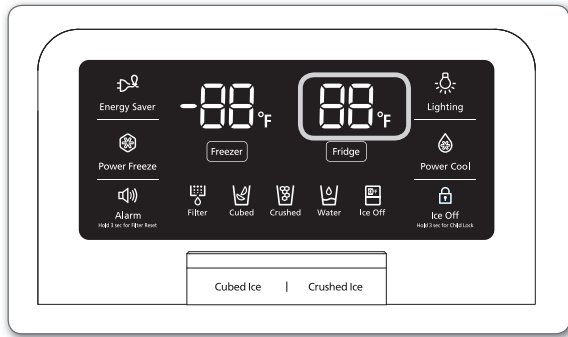 Energy Saver
-88°F
88°F
Lighting
Freezer
Fridge
Power Freeze
Power Cool
Alarm
Hold 3 sec for Filter Reset
Filter
Cubed
Crushed
Water
Ice Off
Ice Off
Hold 3 sec for Child Lock
Cubed Ice | Crushed Ice